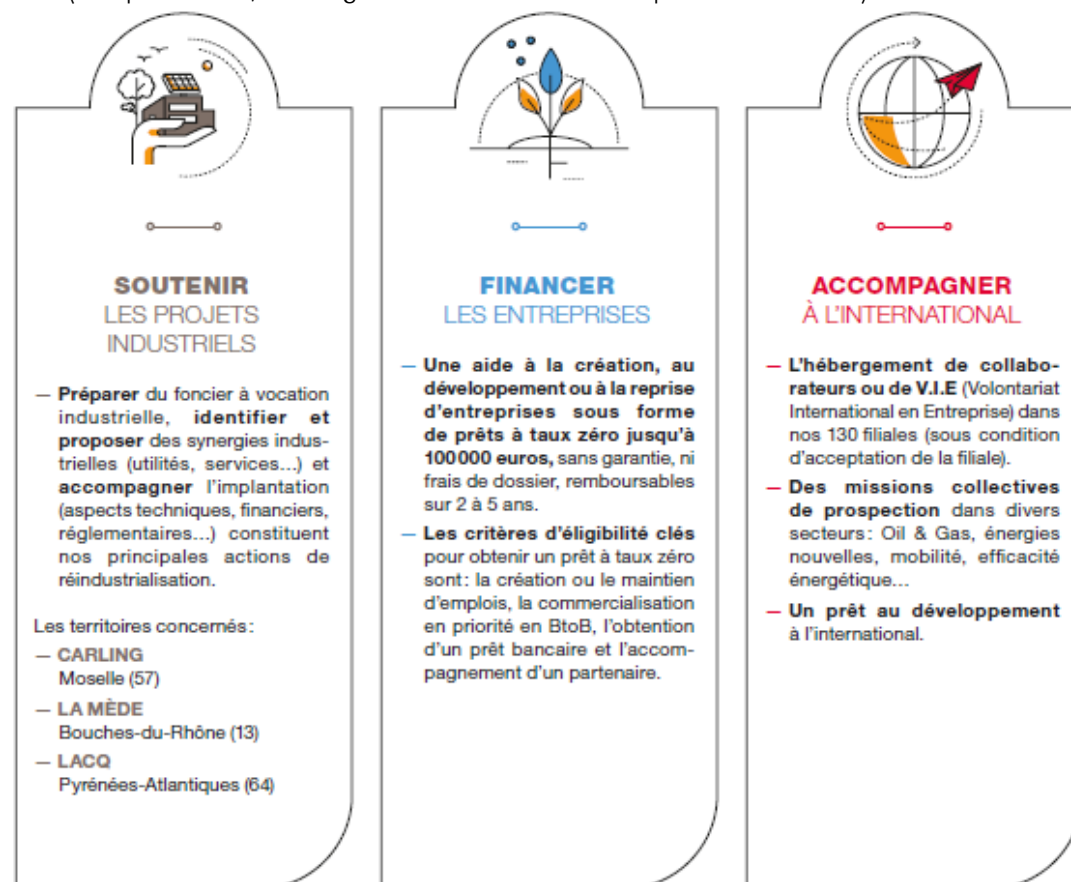 SOUTENIR
LES PROJETS
INDUSTRIELS
— Préparer du foncier à vocation
industrielle, identifier et
proposer des synergies indus-
trielles (utilités, services...) et
accompagner l'implantation
(aspects techniques, financiers,
réglementaires...) constituent
nos principales actions de
réindustrialisation.
Les territoires concernés :
— CARLING
Moselle (57)
— LA MÈDE
Bouches-du-Rhône (13)
— LACQ
Pyrénées-Atlantiques (64)
FINANCER
LES ENTREPRISES
— Une aide à la création, au
développement ou à la reprise
d'entreprises sous forme
de prêts à taux zéro jusqu'à
100 000 euros, sans garantie, ni
frais de dossier, remboursables
sur 2 à 5 ans.
— Les critères d'éligibilité clés
pour obtenir un prêt à taux zéro
sont : la création ou le maintien
d'emplois, la commercialisation
en priorité en BtoB, l'obtention
d'un prêt bancaire et l'accom-
pagnement d'un partenaire.
ACCOMPAGNER
À L'INTERNATIONAL
— L'hébergement de collabo-
rateurs ou de V.I.E (Volontariat
International en Entreprise) dans
nos 130 filiales (sous condition
d'acceptation de la filiale).
— Des missions collectives
de prospection dans divers
secteurs : Oil & Gas, énergies
nouvelles, mobilité, efficacité
énergétique...
— Un prêt au développement
à l'international.